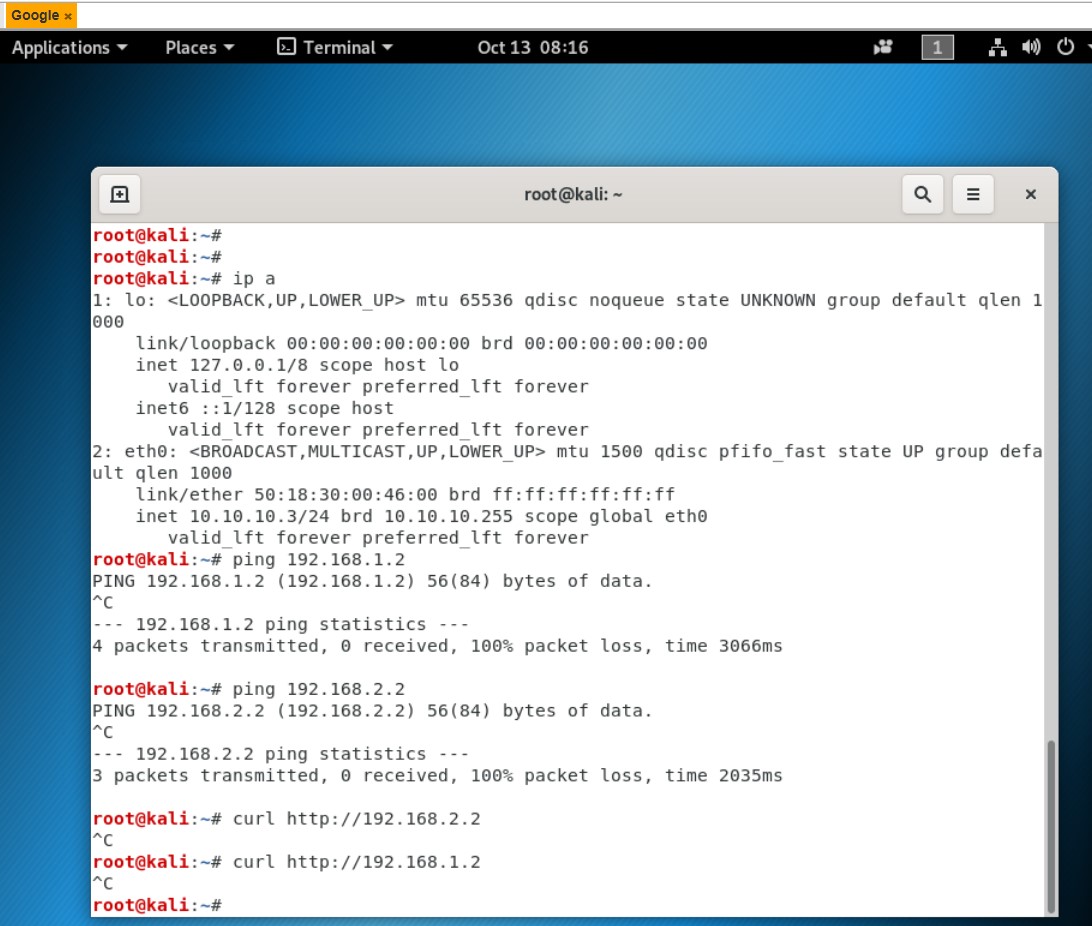 Google ×
Applications Places Terminal Oct 13 08:16 1
root@kali: ~
root@kali:~#
root@kali:~#
root@kali:~# ip a
1: lo: <LOOPBACK,UP,LOWER_UP> mtu 65536 qdisc noqueue state UNKNOWN group default qlen 1
000
    link/loopback 00:00:00:00:00:00 brd 00:00:00:00:00:00
    inet 127.0.0.1/8 scope host lo
       valid_lft forever preferred_lft forever
    inet6 ::1/128 scope host
       valid_lft forever preferred_lft forever
2: eth0: <BROADCAST,MULTICAST,UP,LOWER_UP> mtu 1500 qdisc pfifo_fast state UP group defa
ult qlen 1000
    link/ether 50:18:30:00:46:00 brd ff:ff:ff:ff:ff:ff
    inet 10.10.10.3/24 brd 10.10.10.255 scope global eth0
       valid_lft forever preferred_lft forever
root@kali:~# ping 192.168.1.2
PING 192.168.1.2 (192.168.1.2) 56(84) bytes of data.
^C
--- 192.168.1.2 ping statistics ---
4 packets transmitted, 0 received, 100% packet loss, time 3066ms
root@kali:~# ping 192.168.2.2
PING 192.168.2.2 (192.168.2.2) 56(84) bytes of data.
^C
--- 192.168.2.2 ping statistics ---
3 packets transmitted, 0 received, 100% packet loss, time 2035ms
root@kali:~# curl http://192.168.2.2
^C
root@kali:~# curl http://192.168.1.2
^C
root@kali:~#